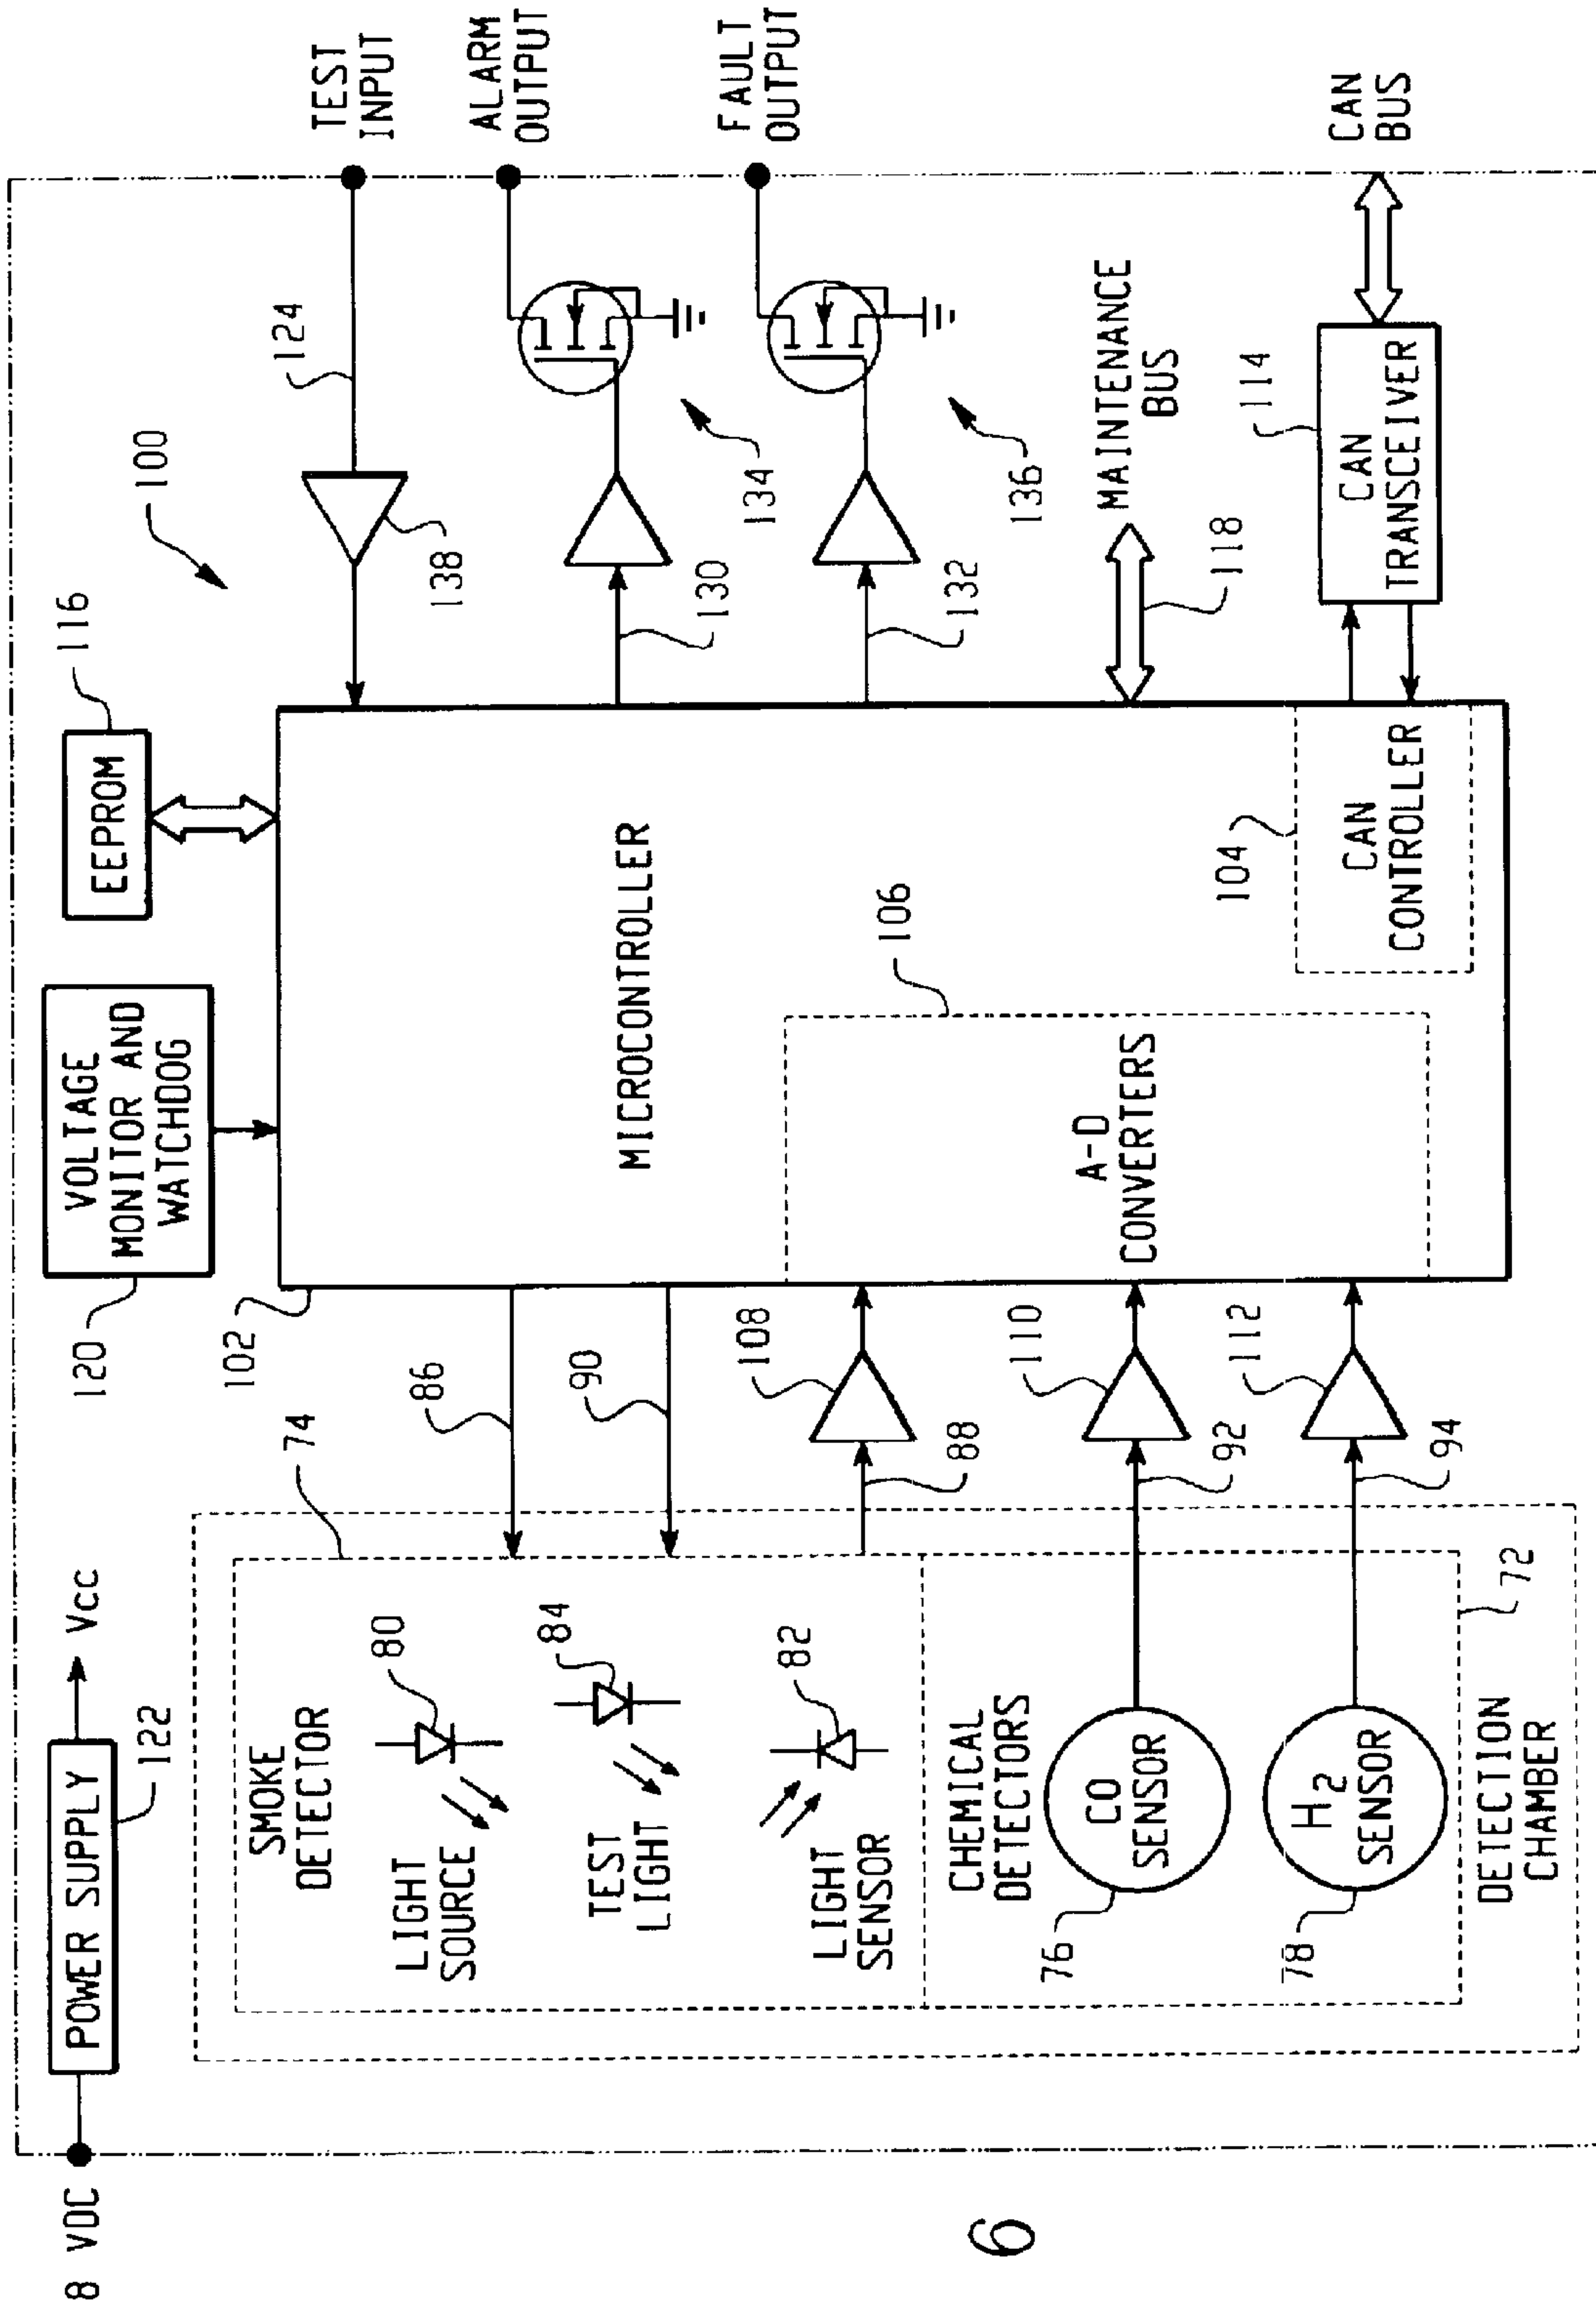 8 VDC
POWER SUPPLY
Vcc
122
VOLTAGE
MONITOR AND
WATCHDOG
120
EEPROM
116
100
102
MICROCONTROLLER
124
TEST
INPUT
138
ALARM
OUTPUT
130
134
FAULT
OUTPUT
132
136
74
SMOKE
DETECTOR
80
LIGHT
SOURCE
86
84
TEST
LIGHT
90
82
LIGHT
SENSOR
108
88
106
A-D
CONVERTERS
CHEMICAL
DETECTORS
CO
SENSOR
76
110
92
H2
SENSOR
78
112
94
72
DETECTION
CHAMBER
MAINTENANCE
BUS
118
104
CAN
CONTROLLER
114
CAN
TRANSCEIVER
CAN
BUS